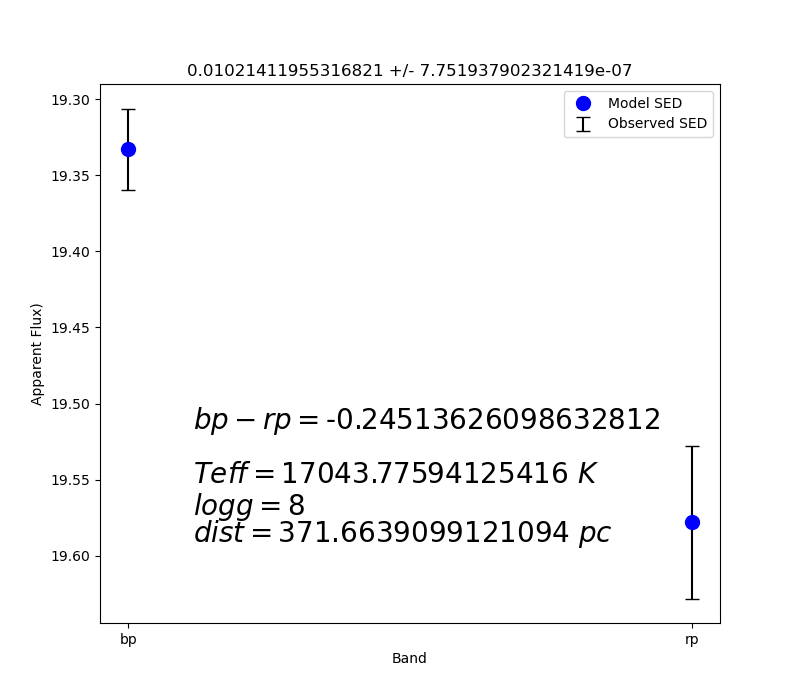 0.01021411955316821 +/- 7.751937902321419e-07
Model SED
Observed SED
Apparent Flux)
19.30
19.35
19.40
19.45
19.50
19.55
19.60
bp − rp = -0.24513626098632812
Teff = 17043.77594125416 K
logg = 8
dist = 371.6639099121094 pc
bp
rp
Band